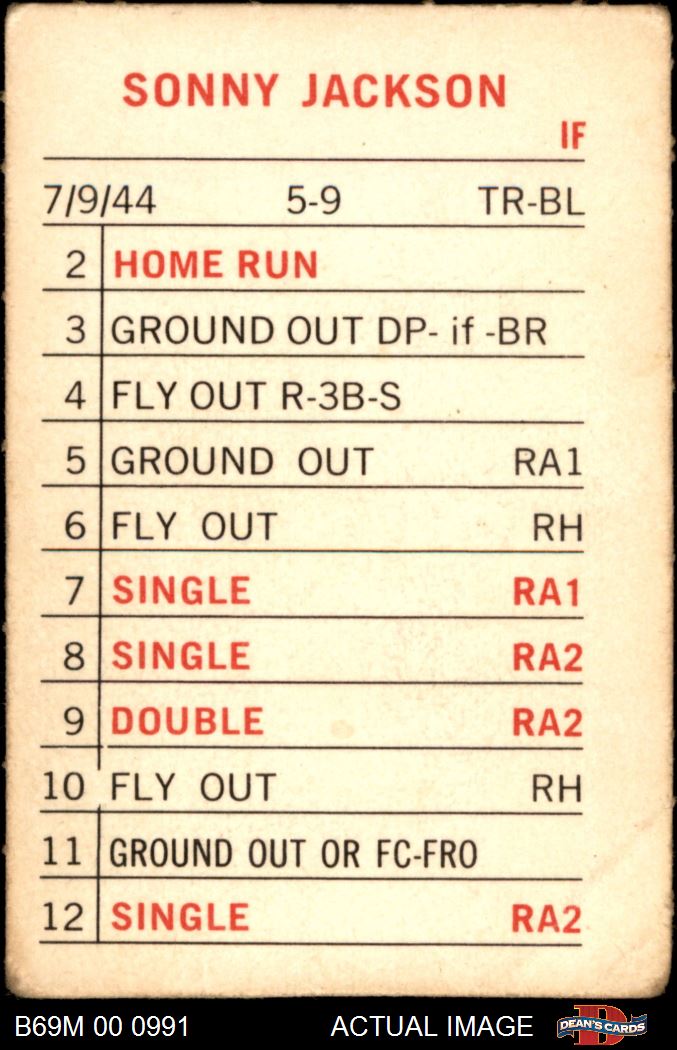 SONNY JACKSON
IF
7/9/44 5-9 TR-BL
2 HOME RUN
3 GROUND OUT DP- if -BR
4 FLY OUT R-3B-S
5 GROUND OUT RA1
6 FLY OUT RH
7 SINGLE RA1
8 SINGLE RA2
9 DOUBLE RA2
10 FLY OUT RH
11 GROUND OUT OR FC-FRO
12 SINGLE RA2
B69M 00 0991 ACTUAL IMAGE D DEAN'S CARDS